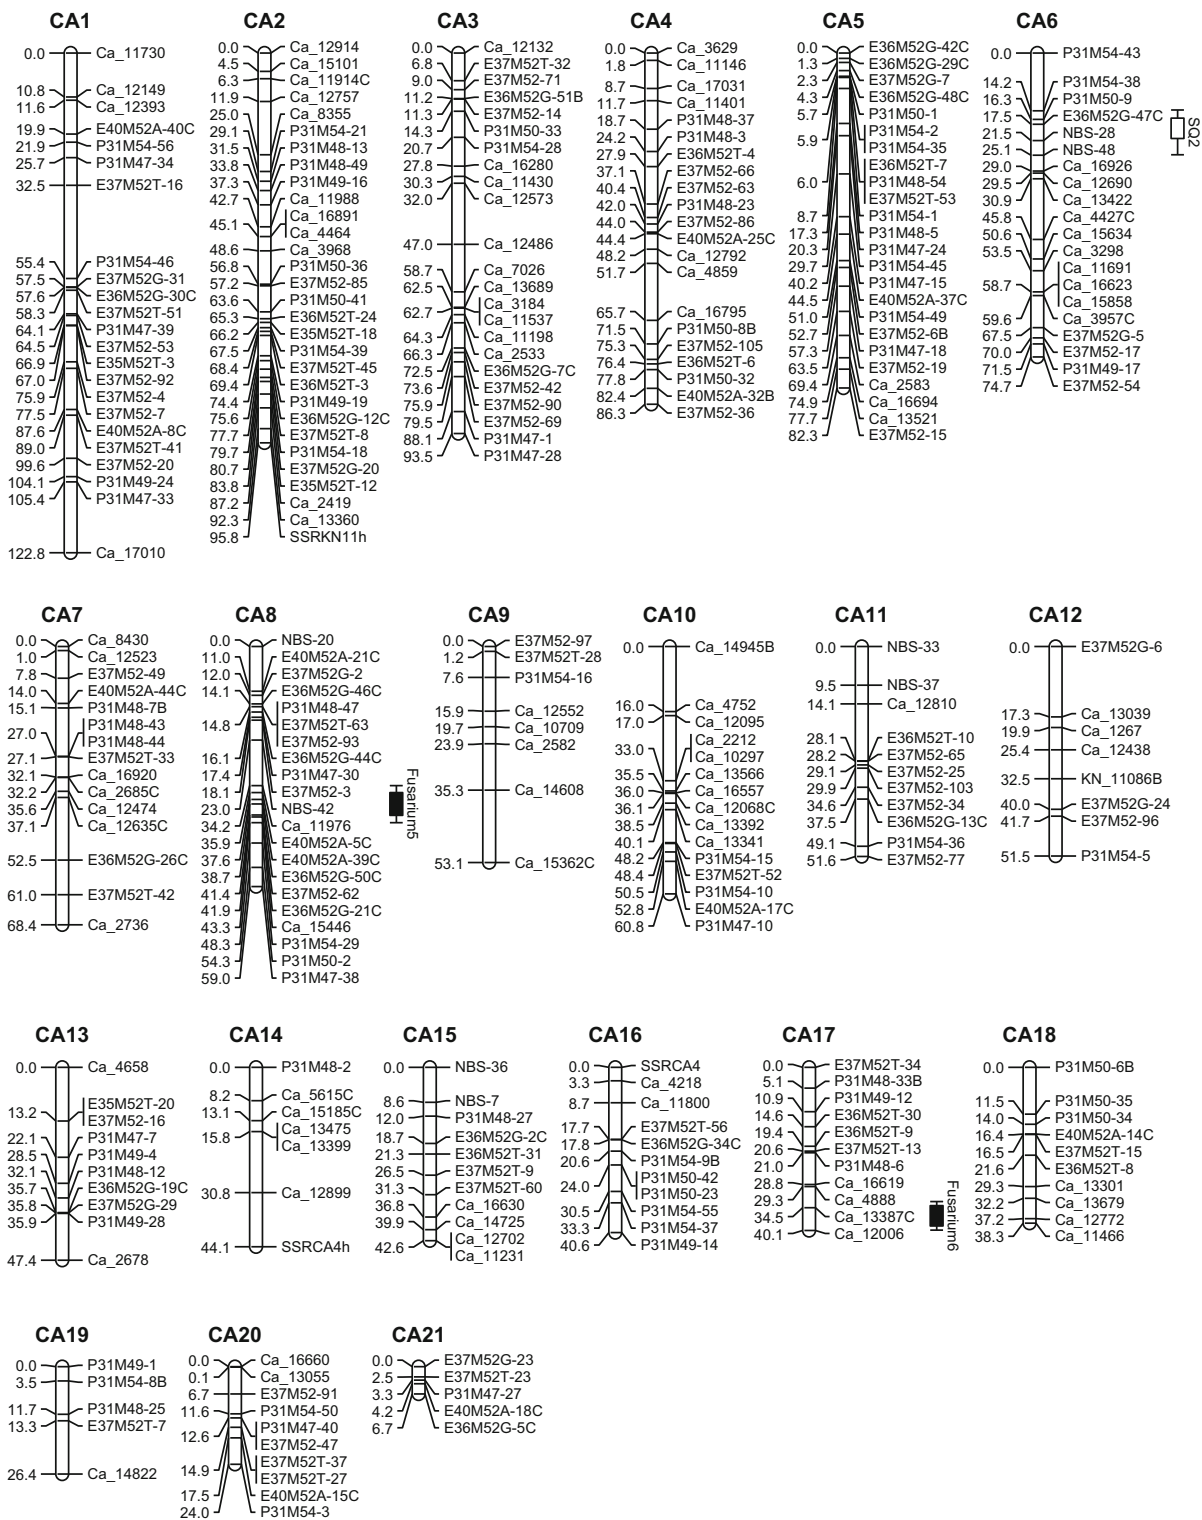 CA1
0.0 Ca_11730
10.8 Ca_12149
11.6 Ca_12393
19.9 E40M52A-40C
21.9 P31M54-56
25.7 P31M47-34
32.5 E37M52T-16
55.4 P31M54-46
57.5 E37M52G-31
57.6 E36M52G-30C
58.3 E37M52T-51
64.1 P31M47-39
64.5 E37M52-53
66.9 E35M52T-3
67.0 E37M52-92
75.9 E37M52-4
77.5 E37M52-7
87.6 E40M52A-8C
89.0 E37M52T-41
99.6 E37M52-20
104.1 P31M49-24
105.4 P31M47-33
122.8 Ca_17010
CA2
0.0 Ca_12914
4.5 Ca_15101
6.3 Ca_11914C
11.9 Ca_12757
25.0 Ca_8355
29.1 P31M54-21
31.5 P31M48-13
33.8 P31M48-49
37.3 P31M49-16
42.7 Ca_11988
45.1 Ca_16891
Ca_4464
48.6 Ca_3968
56.8 P31M50-36
57.2 E37M52-85
63.6 P31M50-41
65.3 E36M52T-24
66.2 E35M52T-18
67.5 P31M54-39
68.4 E37M52T-45
69.4 E36M52T-3
74.4 P31M49-19
75.6 E36M52G-12C
77.7 E37M52T-8
79.7 P31M54-18
80.7 E37M52G-20
83.8 E35M52T-12
87.2 Ca_2419
92.3 Ca_13360
95.8 SSRKN11h
CA3
0.0 Ca_12132
6.8 E37M52T-32
9.0 E37M52-71
11.2 E36M52G-51B
11.3 E37M52-14
14.3 P31M50-33
20.7 P31M54-28
27.8 Ca_16280
30.3 Ca_11430
32.0 Ca_12573
47.0 Ca_12486
58.7 Ca_7026
62.5 Ca_13689
62.7 Ca_3184
Ca_11537
64.3 Ca_11198
66.3 Ca_2533
72.5 E36M52G-7C
73.6 E37M52-42
75.9 E37M52-90
79.5 E37M52-69
88.1 P31M47-1
93.5 P31M47-28
CA4
0.0 Ca_3629
1.8 Ca_11146
8.7 Ca_17031
11.7 Ca_11401
18.7 P31M48-37
24.2 P31M48-3
27.9 E36M52T-4
37.1 E37M52-66
40.4 E37M52-63
42.0 P31M48-23
44.0 E37M52-86
44.4 E40M52A-25C
48.2 Ca_12792
51.7 Ca_4859
65.7 Ca_16795
71.5 P31M50-8B
75.3 E37M52-105
76.4 E36M52T-6
77.8 P31M50-32
82.4 E40M52A-32B
86.3 E37M52-36
CA5
0.0 E36M52G-42C
1.3 E36M52G-29C
2.3 E37M52G-7
4.3 E36M52G-48C
5.7 P31M50-1
5.9 P31M54-2
P31M54-35
6.0 E36M52T-7
P31M48-54
E37M52T-53
8.7 P31M54-1
17.3 P31M48-5
20.3 P31M47-24
29.7 P31M54-45
40.2 P31M47-15
44.5 E40M52A-37C
51.0 P31M54-49
52.7 E37M52-6B
57.3 P31M47-18
63.5 E37M52-19
69.4 Ca_2583
74.9 Ca_16694
77.7 Ca_13521
82.3 E37M52-15
CA6
0.0 P31M54-43
14.2 P31M54-38
16.3 P31M50-9
17.5 E36M52G-47C
21.5 NBS-28
25.1 NBS-48
29.0 Ca_16926
29.5 Ca_12690
30.9 Ca_13422
45.8 Ca_4427C
50.6 Ca_15634
53.5 Ca_3298
58.7 Ca_11691
Ca_16623
Ca_15858
59.6 Ca_3957C
67.5 E37M52G-5
70.0 E37M52-17
71.5 P31M49-17
74.7 E37M52-54
SQ2
CA7
0.0 Ca_8430
1.0 Ca_12523
7.8 E37M52-49
14.0 E40M52A-44C
15.1 P31M48-7B
27.0 P31M48-43
P31M48-44
27.1 E37M52T-33
32.1 Ca_16920
32.2 Ca_2685C
35.6 Ca_12474
37.1 Ca_12635C
52.5 E36M52G-26C
61.0 E37M52T-42
68.4 Ca_2736
CA8
0.0 NBS-20
11.0 E40M52A-21C
12.0 E37M52G-2
14.1 E36M52G-46C
14.8 P31M48-47
E37M52T-63
E37M52-93
16.1 E36M52G-44C
17.4 P31M47-30
18.1 E37M52-3
23.0 NBS-42
34.2 Ca_11976
35.9 E40M52A-5C
37.6 E40M52A-39C
38.7 E36M52G-50C
41.4 E37M52-62
41.9 E36M52G-21C
43.3 Ca_15446
48.3 P31M54-29
54.3 P31M50-2
59.0 P31M47-38
Fusarium5
CA9
0.0 E37M52-97
1.2 E37M52T-28
7.6 P31M54-16
15.9 Ca_12552
19.7 Ca_10709
23.9 Ca_2582
35.3 Ca_14608
53.1 Ca_15362C
CA10
0.0 Ca_14945B
16.0 Ca_4752
17.0 Ca_12095
33.0 Ca_2212
Ca_10297
35.5 Ca_13566
36.0 Ca_16557
36.1 Ca_12068C
38.5 Ca_13392
40.1 Ca_13341
48.2 P31M54-15
48.4 E37M52T-52
50.5 P31M54-10
52.8 E40M52A-17C
60.8 P31M47-10
CA11
0.0 NBS-33
9.5 NBS-37
14.1 Ca_12810
28.1 E36M52T-10
28.2 E37M52-65
29.1 E37M52-25
29.9 E37M52-103
34.6 E37M52-34
37.5 E36M52G-13C
49.1 P31M54-36
51.6 E37M52-77
CA12
0.0 E37M52G-6
17.3 Ca_13039
19.9 Ca_1267
25.4 Ca_12438
32.5 KN_11086B
40.0 E37M52G-24
41.7 E37M52-96
51.5 P31M54-5
CA13
0.0 Ca_4658
13.2 E35M52T-20
E37M52-16
22.1 P31M47-7
28.5 P31M49-4
32.1 P31M48-12
35.7 E36M52G-19C
35.8 E37M52G-29
35.9 P31M49-28
47.4 Ca_2678
CA14
0.0 P31M48-2
8.2 Ca_5615C
13.1 Ca_15185C
15.8 Ca_13475
Ca_13399
30.8 Ca_12899
44.1 SSRCA4h
CA15
0.0 NBS-36
8.6 NBS-7
12.0 P31M48-27
18.7 E36M52G-2C
21.3 E36M52T-31
26.5 E37M52T-9
31.3 E37M52T-60
36.8 Ca_16630
39.9 Ca_14725
42.6 Ca_12702
Ca_11231
CA16
0.0 SSRCA4
3.3 Ca_4218
8.7 Ca_11800
17.7 E37M52T-56
17.8 E36M52G-34C
20.6 P31M54-9B
24.0 P31M50-42
P31M50-23
30.5 P31M54-55
33.3 P31M54-37
40.6 P31M49-14
CA17
0.0 E37M52T-34
5.1 P31M48-33B
10.9 P31M49-12
14.6 E36M52T-30
19.4 E36M52T-9
20.6 E37M52T-13
21.0 P31M48-6
28.8 Ca_16619
29.3 Ca_4888
34.5 Ca_13387C
40.1 Ca_12006
Fusarium6
CA18
0.0 P31M50-6B
11.5 P31M50-35
14.0 P31M50-34
16.4 E40M52A-14C
16.5 E37M52T-15
21.6 E36M52T-8
29.3 Ca_13301
32.2 Ca_13679
37.2 Ca_12772
38.3 Ca_11466
CA19
0.0 P31M49-1
3.5 P31M54-8B
11.7 P31M48-25
13.3 E37M52T-7
26.4 Ca_14822
CA20
0.0 Ca_16660
0.1 Ca_13055
6.7 E37M52-91
11.6 P31M54-50
12.6 P31M47-40
E37M52-47
14.9 E37M52T-37
E37M52T-27
17.5 E40M52A-15C
24.0 P31M54-3
CA21
0.0 E37M52G-23
2.5 E37M52T-23
3.3 P31M47-27
4.2 E40M52A-18C
6.7 E36M52G-5C